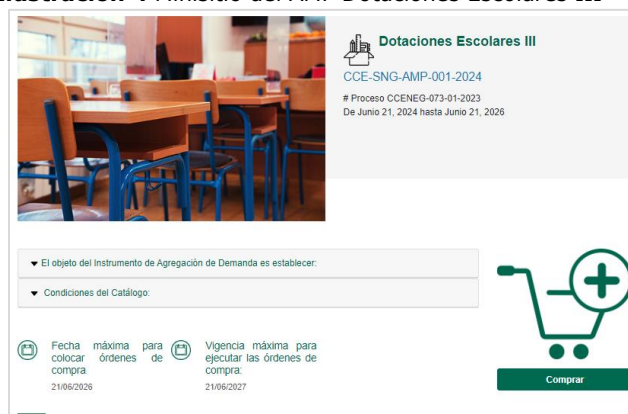 Dotaciones Escolares III
CCE-SNG-AMP-001-2024
# Proceso CCENEG-073-01-2023
De Junio 21, 2024 hasta Junio 21, 2026
El objeto del Instrumento de Agregación de Demanda es establecer:
Condiciones del Catálogo:
Fecha máxima para
colocar órdenes de
compra
21/06/2026
Vigencia máxima para
ejecutar las órdenes de
compra:
21/06/2027
Comprar